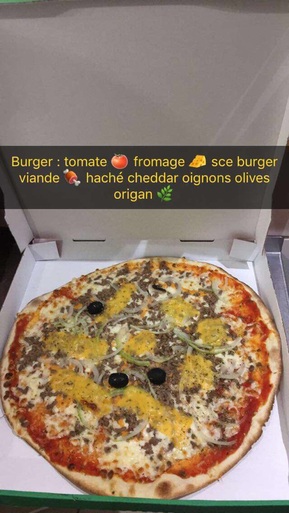 Burger : tomate 🍅 fromage 🧀 sce burger
viande 🍖 haché cheddar oignons olives
origan 🌿